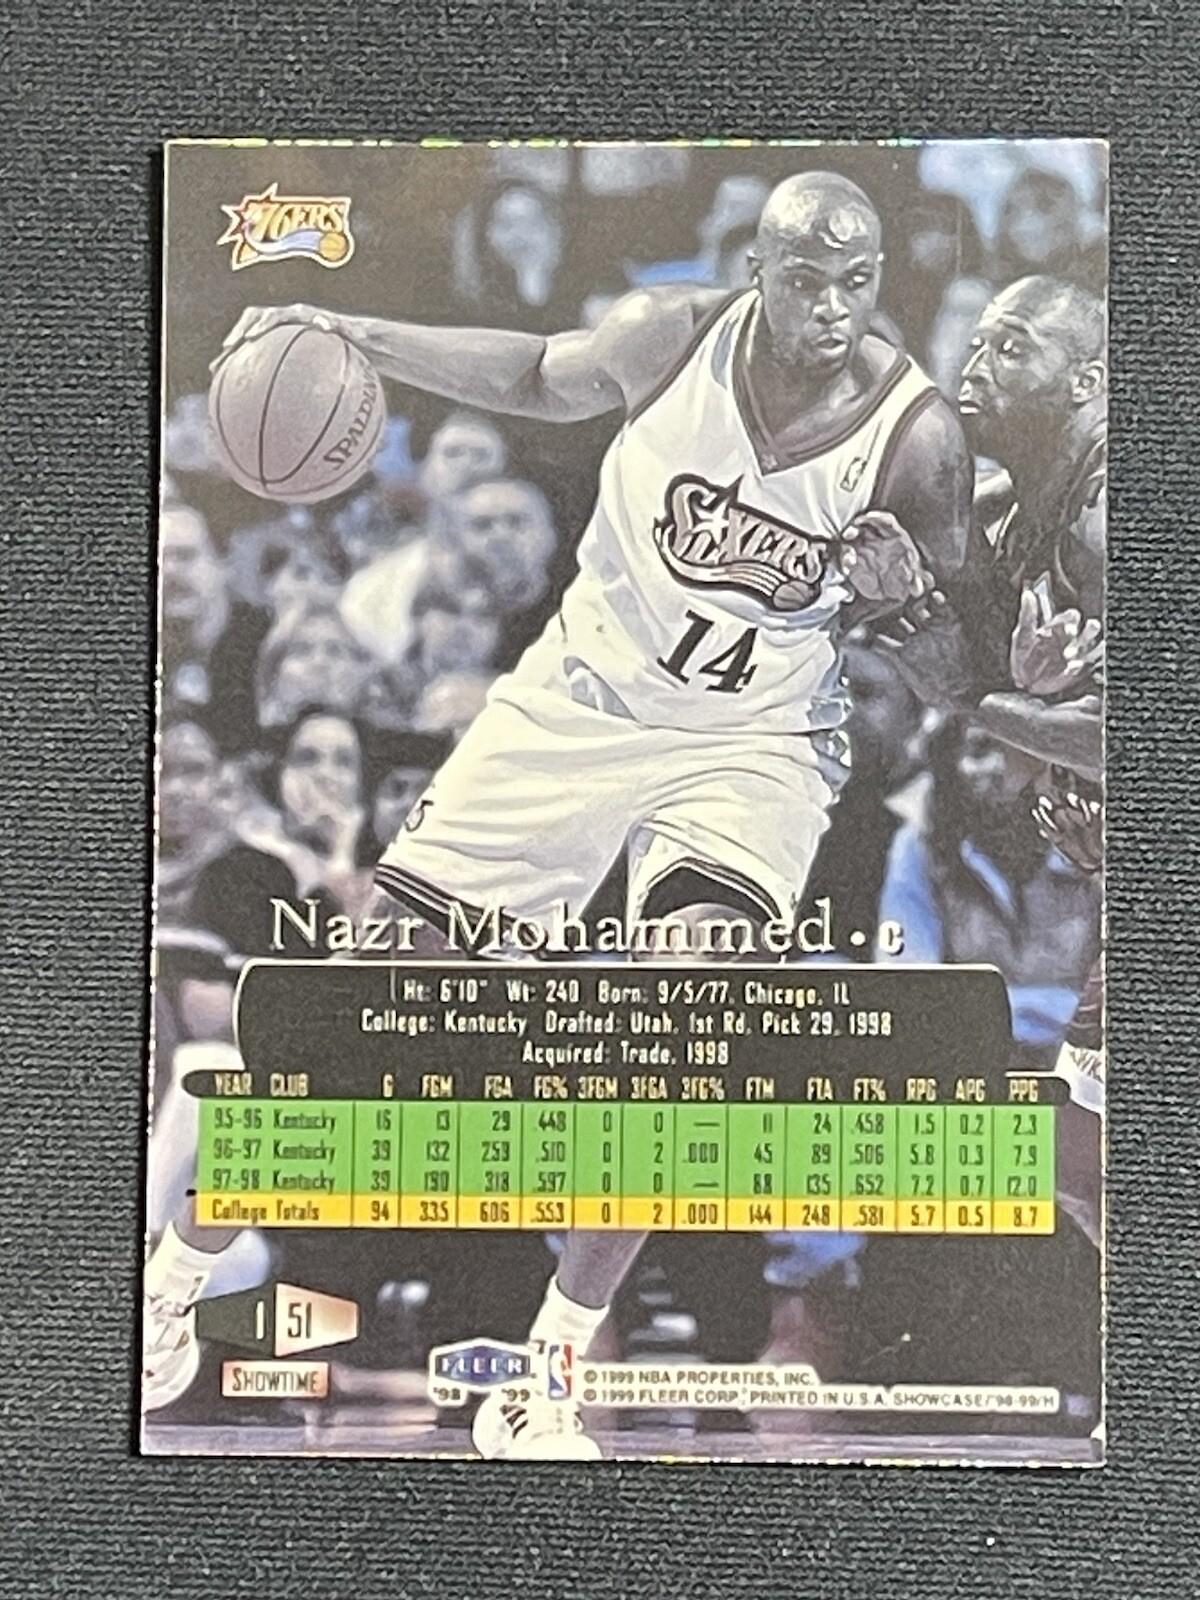 76ERS
SPALDING
SIXERS
14
Nazr Mohammed • C
Ht: 6'10" Wt: 240 Born: 9/5/77, Chicago, IL
College: Kentucky Drafted: Utah, 1st Rd, Pick 29, 1998
Acquired: Trade, 1998
YEAR CLUB G FGM FGA FG% 3FGM 3FGA 3FG% FTM FTA FT% RPG APG PPG
95-96 Kentucky 16 13 29 .448 0 0 — 11 24 .458 1.5 0.2 2.3
96-97 Kentucky 39 132 259 .510 0 2 .000 45 89 .506 5.8 0.3 7.9
97-98 Kentucky 39 190 318 .597 0 0 — 88 135 .652 7.2 0.7 12.0
College Totals 94 335 606 .553 0 2 .000 144 248 .581 5.7 0.5 8.7
1 51
SHOWTIME
FLEER
'98 '99
© 1999 NBA PROPERTIES, INC.
© 1999 FLEER CORP., PRINTED IN U.S.A. SHOWCASE/'98-99/H